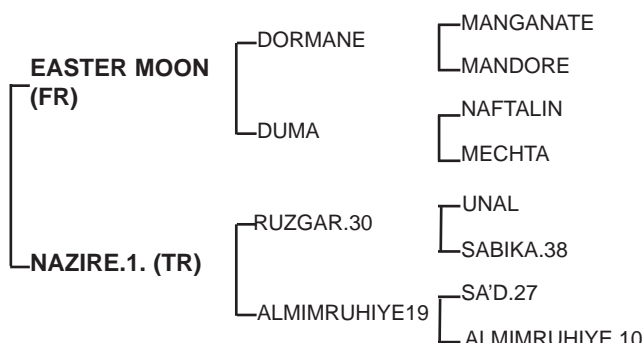 MANGANATE
DORMANE
EASTER MOON
(FR)
MANDORE
NAFTALIN
DUMA
MECHTA
UNAL
RUZGAR.30
SABIKA.38
NAZIRE.1. (TR)
SA'D.27
ALMIMRUHIYE19
ALMIMRUHIYE.10